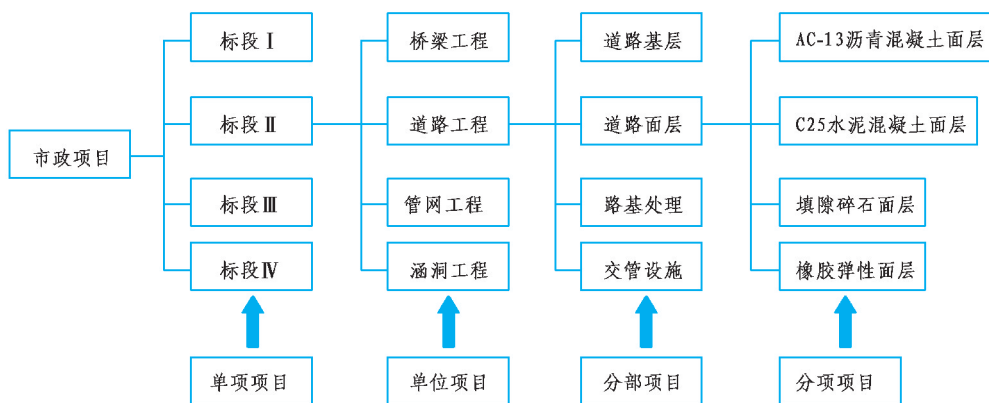 标段Ⅰ
桥梁工程
道路基层
AC-13沥青混凝土面层
标段Ⅱ
道路工程
道路面层
C25水泥混凝土面层
市政项目
标段Ⅲ
管网工程
路基处理
填隙碎石面层
标段Ⅳ
涵洞工程
交管设施
橡胶弹性面层
单项项目
单位项目
分部项目
分项项目